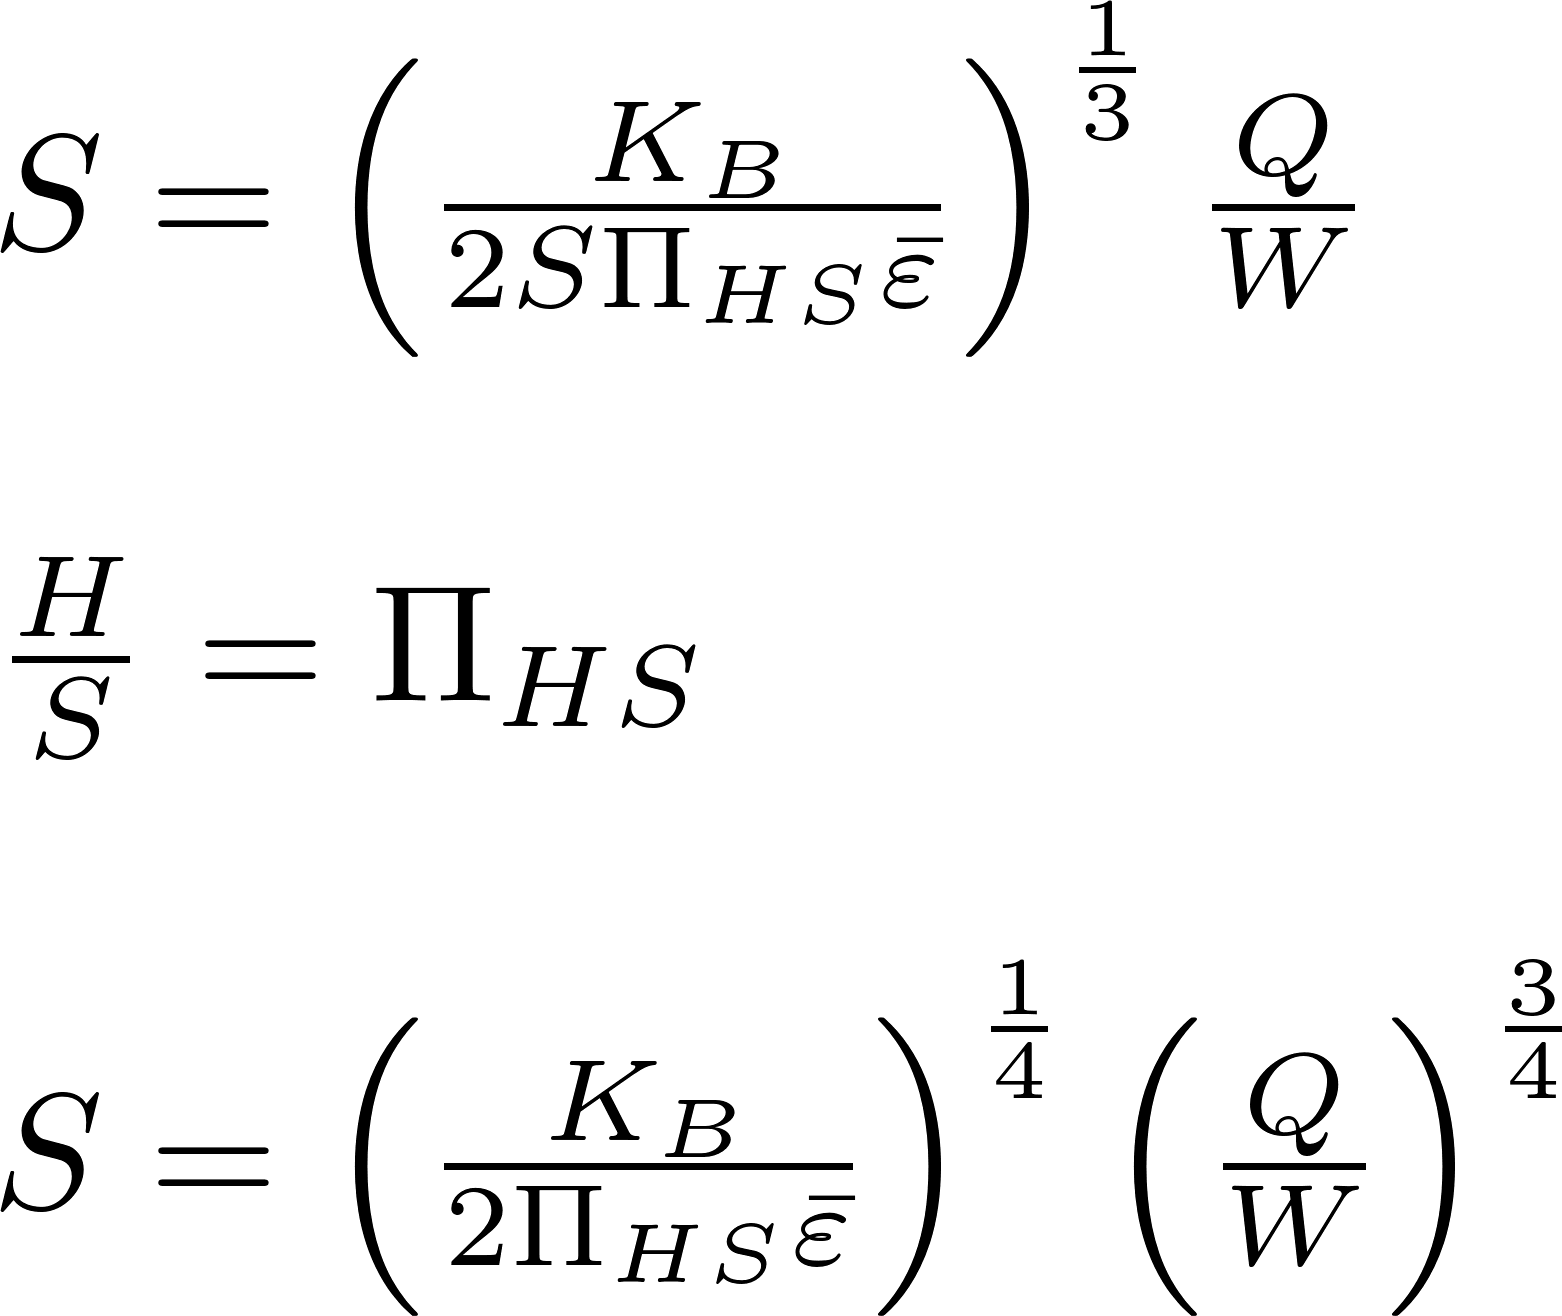 S = \left( \frac{K_B}{2S\Pi_{HS}\bar{\varepsilon}} \right)^{\frac{1}{3}} \frac{Q}{W}
\frac{H}{S} = \Pi_{HS}
S = \left( \frac{K_B}{2\Pi_{HS}\bar{\varepsilon}} \right)^{\frac{1}{4}} \left( \frac{Q}{W} \right)^{\frac{3}{4}}